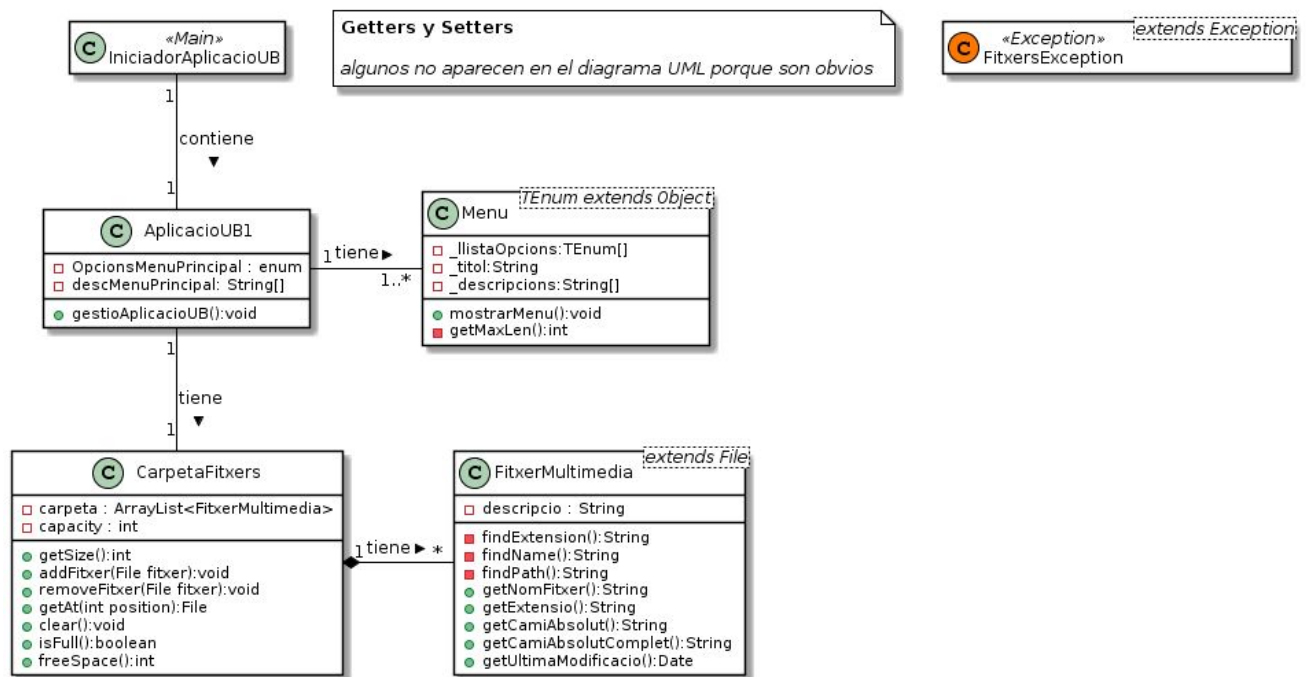 C
«Main»
IniciadorAplicacioUB
Getters y Setters
algunos no aparecen en el diagrama UML porque son obvios
extends Exception
C
«Exception»
FitxersException
1
contiene
1
C AplicacioUB1
OpcionsMenuPrincipal : enum
descMenuPrincipal: String[]
gestioAplicacioUB():void
1 tiene
1..*
TEnum extends Object
C Menu
_llistaOpcions:TEnum[]
_titol:String
_descripcions:String[]
mostrarMenu():void
getMaxLen():int
1
tiene
1
C CarpetaFitxers
carpeta : ArrayList<FitxerMultimedia>
capacity : int
getSize():int
addFitxer(File fitxer):void
removeFitxer(File fitxer):void
getAt(int position):File
clear():void
isFull():boolean
freeSpace():int
1 tiene *
extends File
C FitxerMultimedia
descripcio : String
findExtension():String
findName():String
findPath():String
getNomFitxer():String
getExtensio():String
getCamiAbsolut():String
getCamiAbsolutComplet():String
getUltimaModificacio():Date